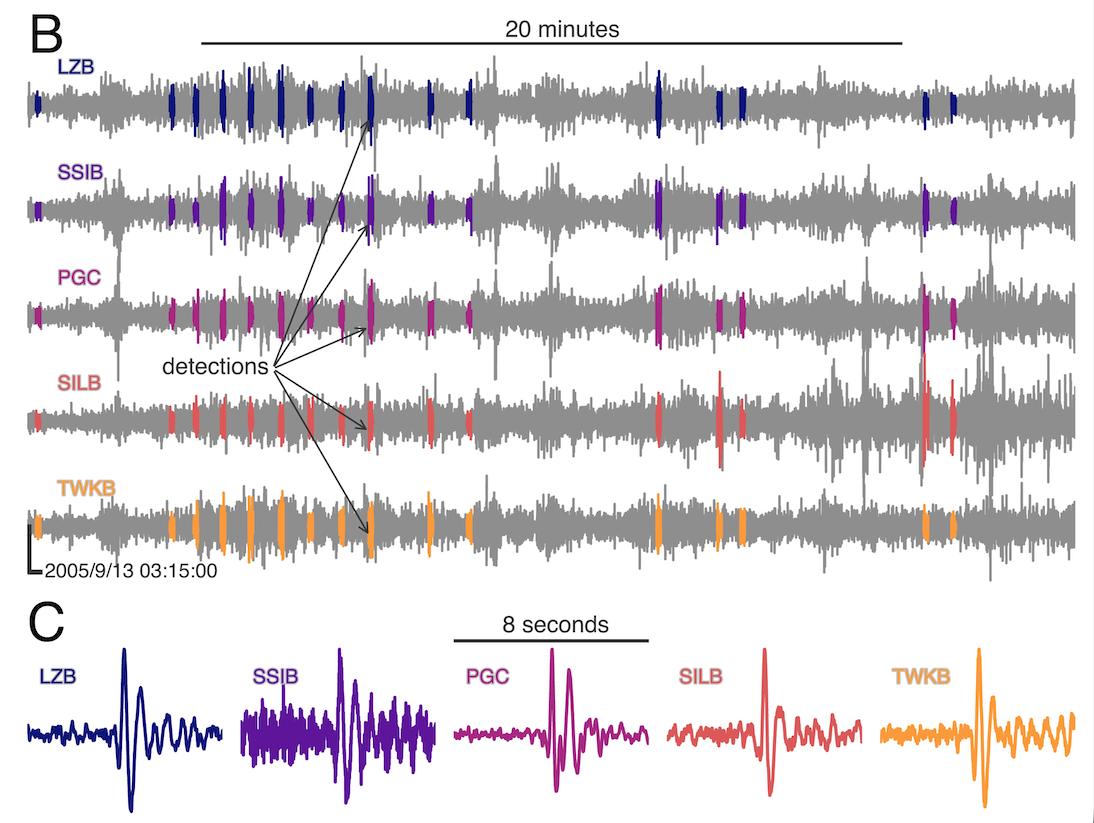 B
20 minutes
LZB
SSIB
PGC
detections
SILB
TWKB
2005/9/13 03:15:00
C
8 seconds
LZB
SSIB
PGC
SILB
TWKB